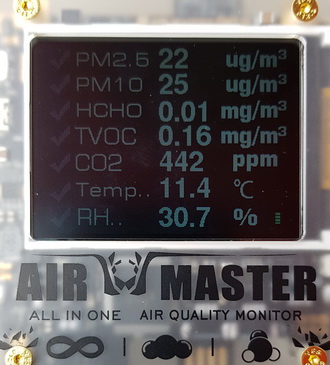 PM2.5 22 ug/m³
PM10 25 ug/m³
HCHO 0.01 mg/m³
TVOC 0.16 mg/m³
CO2 442 ppm
Temp.. 11.4 ℃
RH.. 30.7 %
AIR MASTER
ALL IN ONE AIR QUALITY MONITOR